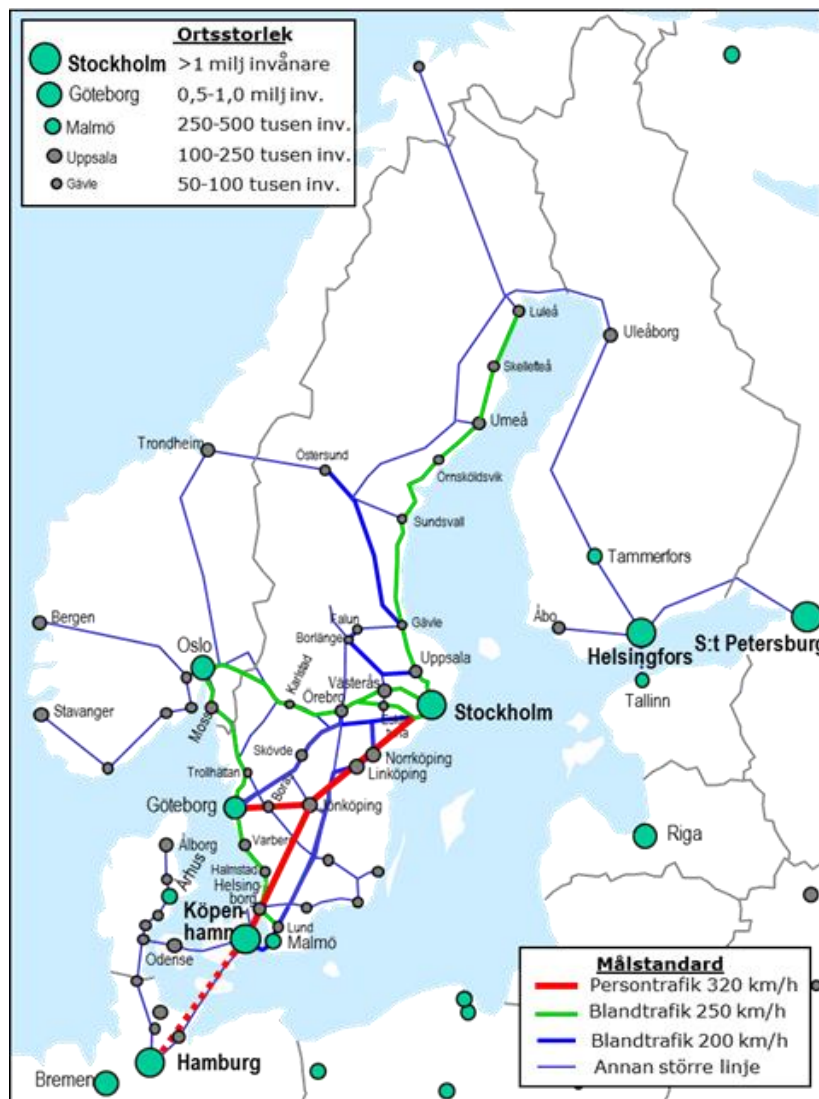 Ortsstorlek
Stockholm >1 milj invånare
Göteborg 0,5-1,0 milj inv.
Malmö 250-500 tusen inv.
Uppsala 100-250 tusen inv.
Gävle 50-100 tusen inv.
Luleå
Uleåborg
Skellefteå
Umeå
Trondheim
Östersund
Örnsköldsvik
Sundsvall
Tammerfors
Bergen
Falun
Gävle
Åbo
Borlänge
Oslo
Uppsala
Helsingfors
S:t Petersburg
Karlstad
Västerås
Örebro
Tallinn
Stavanger
Moss
Stockholm
Skövde
Norrköping
Linköping
Trollhättan
Borås
Göteborg
Jönköping
Riga
Ålborg
Varberg
Århus
Halmstad
Helsing-
borg
Köpen-
hamn
Lund
Malmö
Odense
Hamburg
Bremen
Målstandard
Persontrafik 320 km/h
Blandtrafik 250 km/h
Blandtrafik 200 km/h
Annan större linje